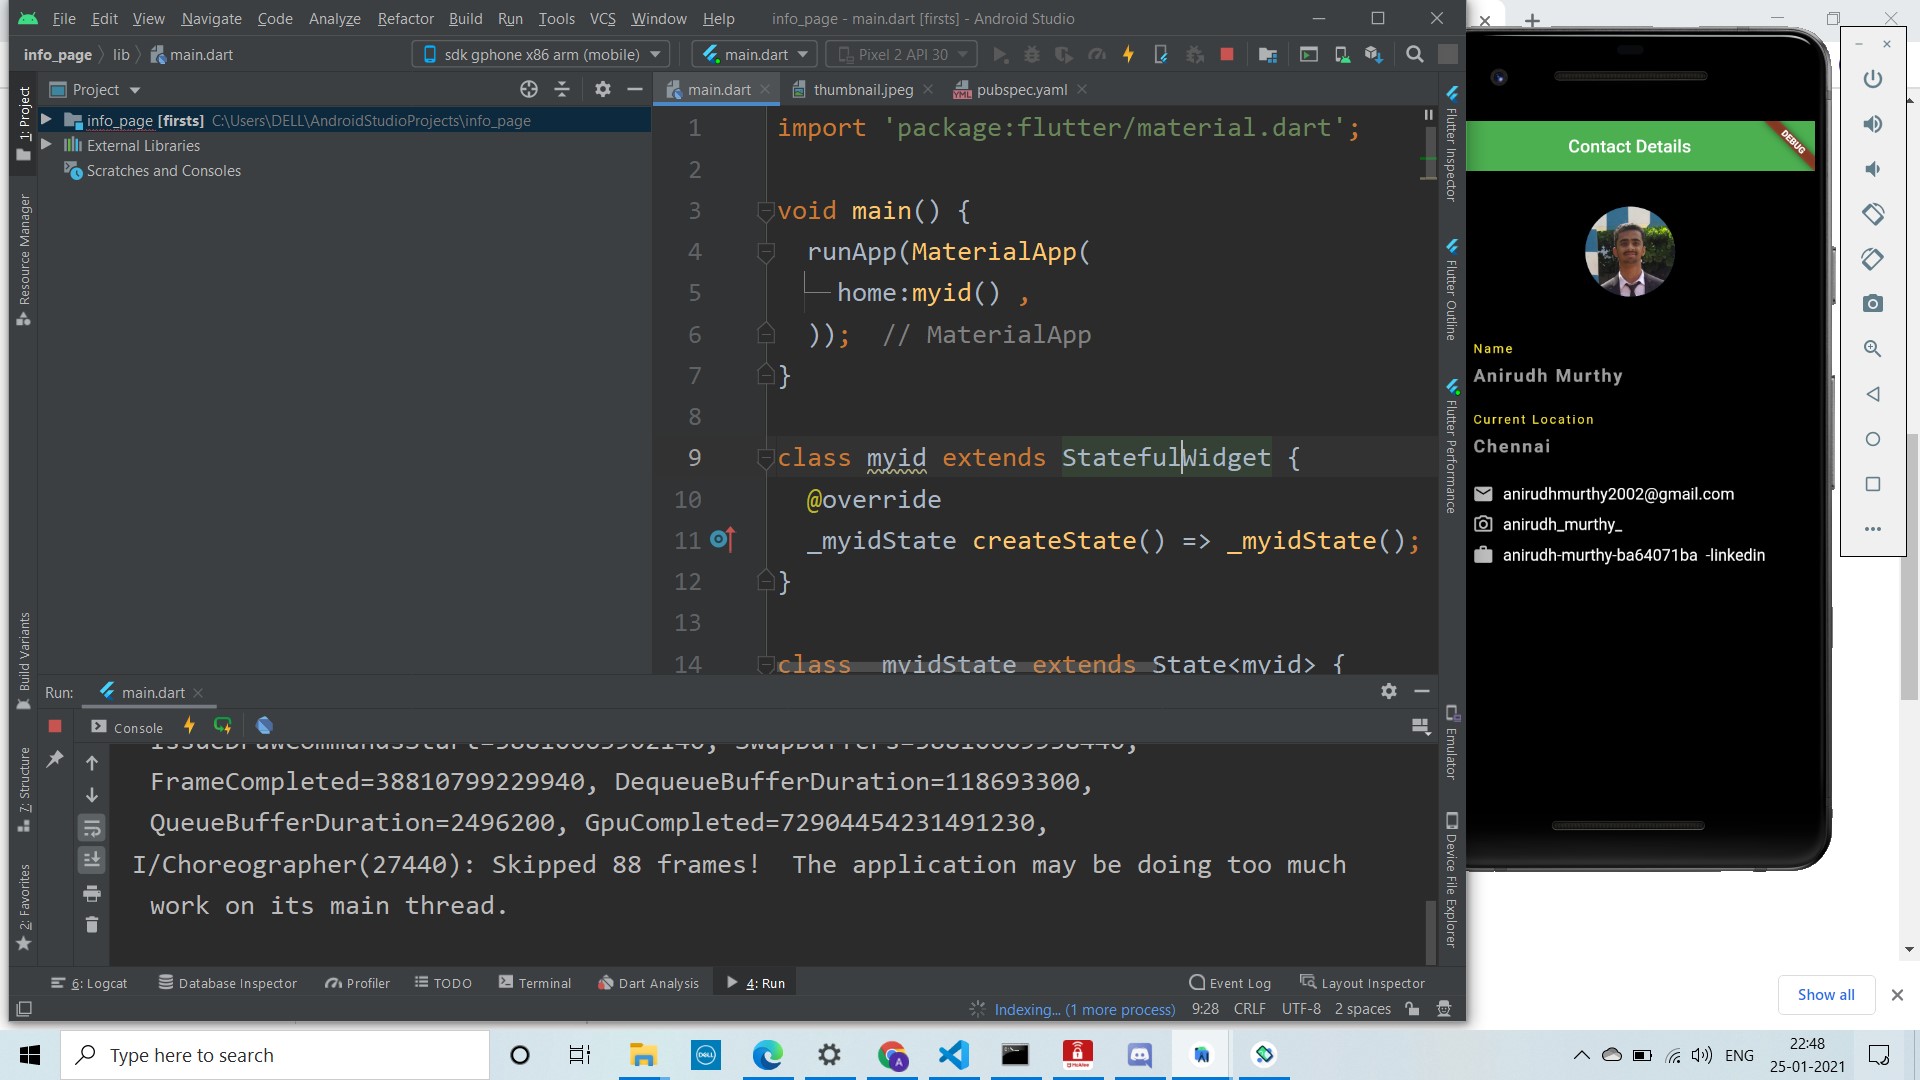 File Edit View Navigate Code Analyze Refactor Build Run Tools VCS Window Help info_page - main.dart [firsts] - Android Studio
info_page lib main.dart sdk gphone x86 arm (mobile) main.dart Pixel 2 API 30
Project
main.dart thumbnail.jpeg pubspec.yaml
YML
info_page [firsts] C:\Users\DELL\AndroidStudioProjects\info_page
External Libraries
Scratches and Consoles
1: Project
Resource Manager
Build Variants
7: Structure
2: Favorites
1 import 'package:flutter/material.dart';
2
3 void main() {
4 runApp(MaterialApp(
5 home:myid() ,
6 )); // MaterialApp
7 }
8
9 class myid extends StatefulWidget {
10 @override
11 _myidState createState() => _myidState();
12 }
13
14 class _myidState extends State<myid> {
Flutter Inspector
Flutter Outline
Flutter Performance
Emulator
Device File Explorer
Run: main.dart
Console
IssueDrawCommandsStart=38810669902140, SwapBuffers=38810669998440,
FrameCompleted=38810799229940, DequeueBufferDuration=118693300,
QueueBufferDuration=2496200, GpuCompleted=72904454231491230,
I/Choreographer(27440): Skipped 88 frames! The application may be doing too much
work on its main thread.
6: Logcat Database Inspector Profiler TODO Terminal Dart Analysis 4: Run Event Log Layout Inspector
Indexing... (1 more process) 9:28 CRLF UTF-8 2 spaces
Contact Details
DEBUG
Name
Anirudh Murthy
Current Location
Chennai
anirudhmurthy2002@gmail.com
anirudh_murthy_
anirudh-murthy-ba64071ba -linkedin
Show all
Type here to search
DELL
A
McAfee
ENG
22:48
25-01-2021